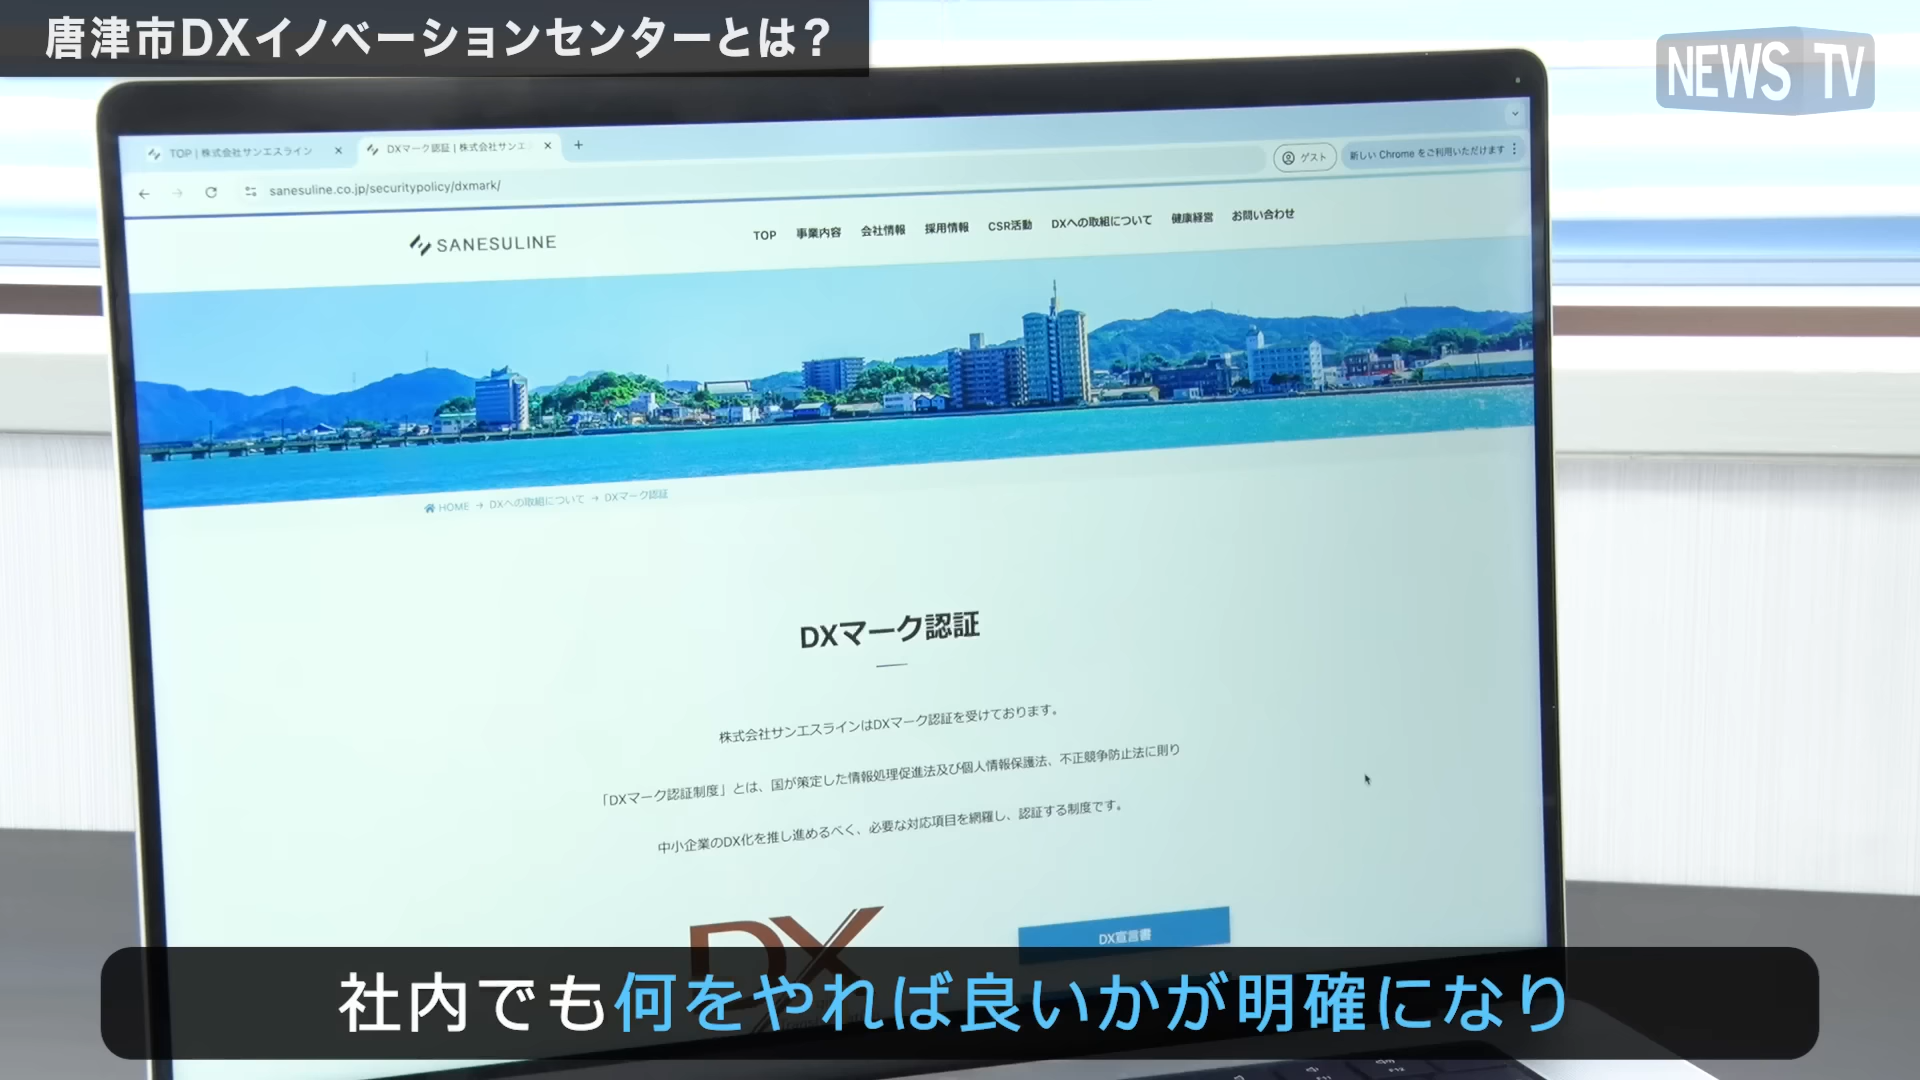 唐津市DXイノベーションセンターとは？
NEWS TV
TOP | 株式会社サンエスライン
DXマーク認証 | 株式会社サンエ
sanesuline.co.jp/securitypolicy/dxmark/
ゲスト
新しい Chrome をご利用いただけます
SANESULINE
TOP 事業内容 会社情報 採用情報 CSR活動 DXへの取組について 健康経営 お問い合わせ
HOME → DXへの取組について → DXマーク認証
DXマーク認証
株式会社サンエスラインはDXマーク認証を受けております。
「DXマーク認証制度」とは、国が策定した情報処理促進法及び個人情報保護法、不正競争防止法に則り
中小企業のDX化を推し進めるべく、必要な対応項目を網羅し、認証する制度です。
DX
DX宣言書
社内でも何をやれば良いかが明確になり